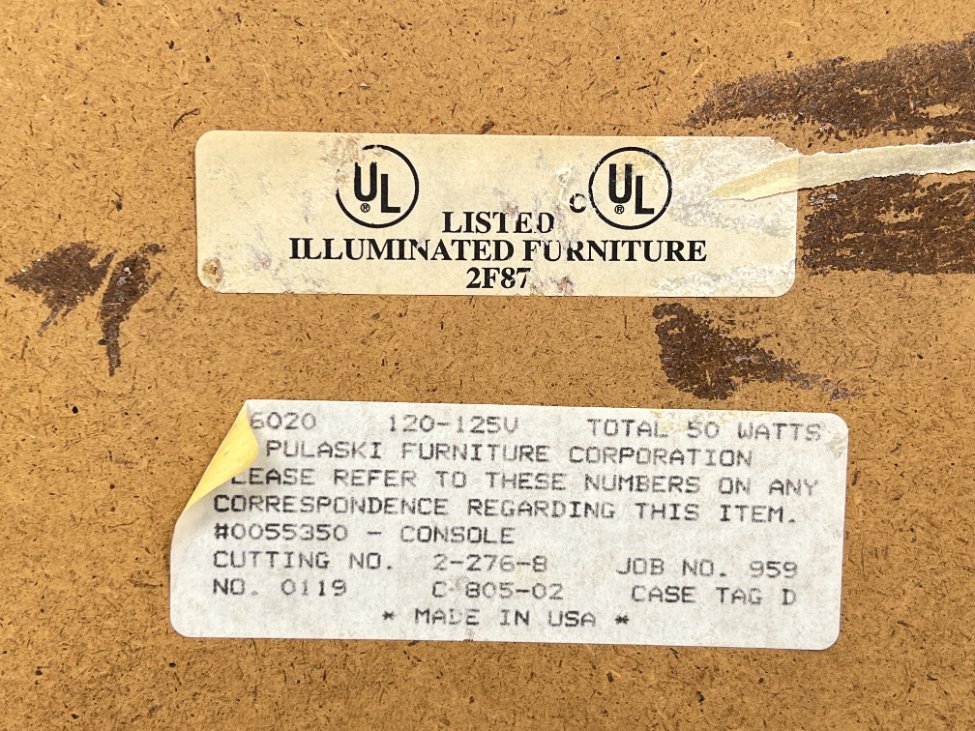 UL ® C UL ®
LISTED
ILLUMINATED FURNITURE
2F87
6020 120-125V TOTAL 50 WATTS
PULASKI FURNITURE CORPORATION
LEASE REFER TO THESE NUMBERS ON ANY
CORRESPONDENCE REGARDING THIS ITEM.
#0055350 - CONSOLE
CUTTING NO. 2-276-8 JOB NO. 959
NO. 0119 C-805-02 CASE TAG D
* MADE IN USA *